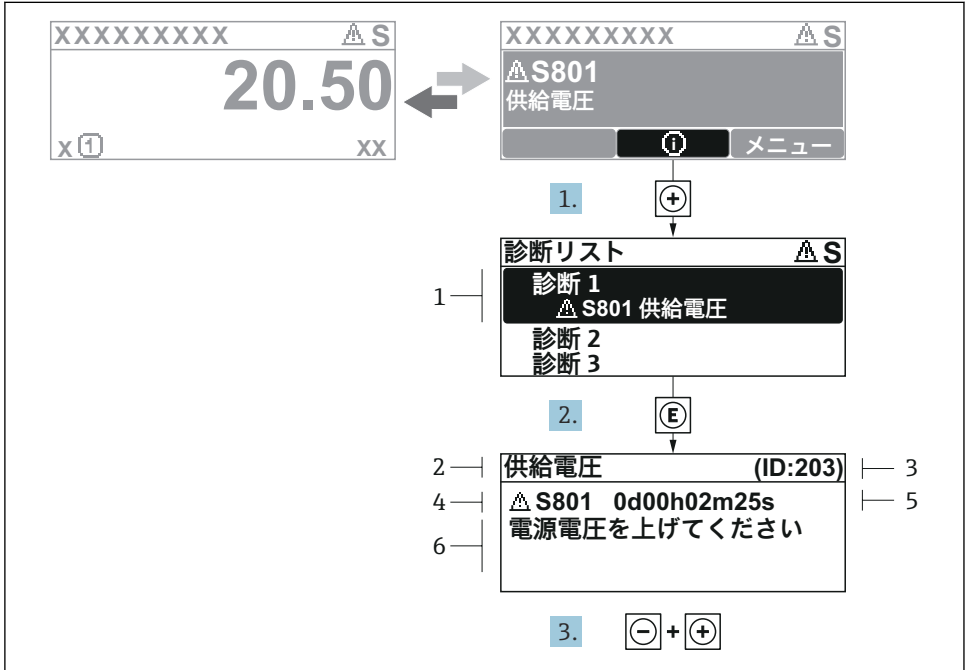 XXXXXXXXX ⚠S
20.50
x① xx
XXXXXXXXX ⚠S
⚠S801
供給電圧
ⓘ メニュー
1. +
診断リスト ⚠S
1 診断 1
⚠S801 供給電圧
診断 2
診断 3
2. E
2 供給電圧 (ID:203) 3
4 ⚠S801 0d00h02m25s 5
6 電源電圧を上げてください
3. - + +